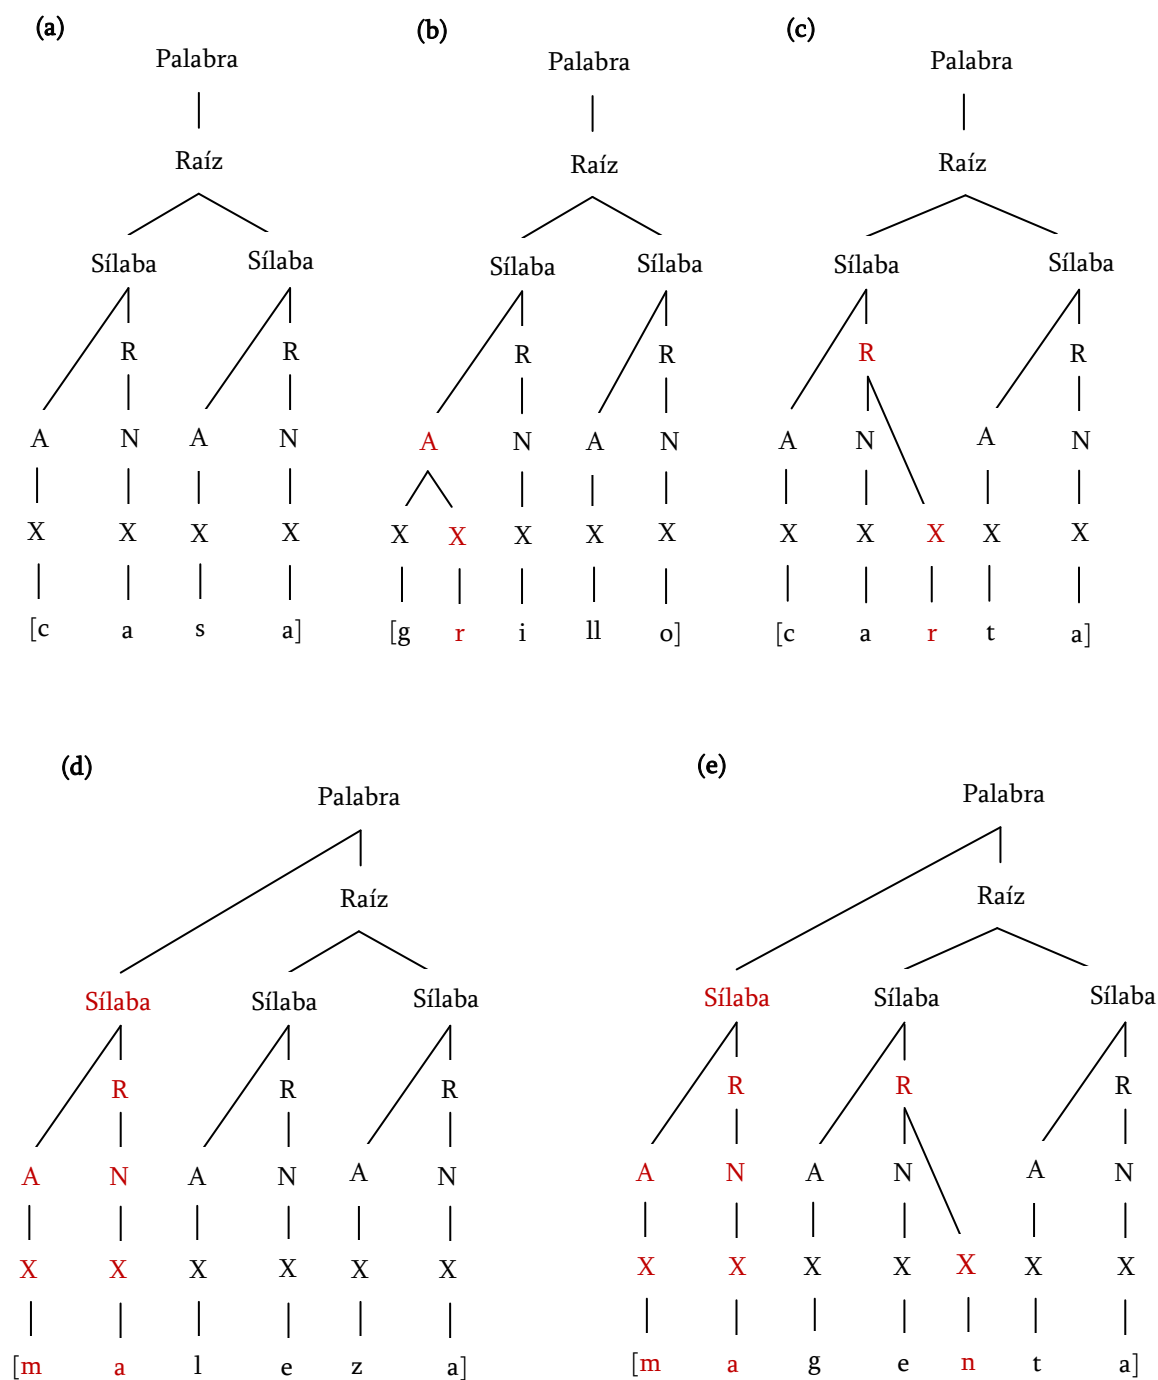 (a) (b) (c)
Palabra Palabra Palabra
Raíz Raíz Raíz
Sílaba Sílaba Sílaba Sílaba Sílaba Sílaba
R R R R R R
A N A N A N A N A N A N
X X X X X X X X X X X X X X
[c a s a] [g r i ll o] [c a r t a]
(d) (e)
Palabra Palabra
Raíz Raíz
Sílaba Sílaba Sílaba Sílaba Sílaba Sílaba
R R R R R R
A N A N A N A N A N A N
X X X X X X X X X X X X X
[m a l e z a] [m a g e n t a]